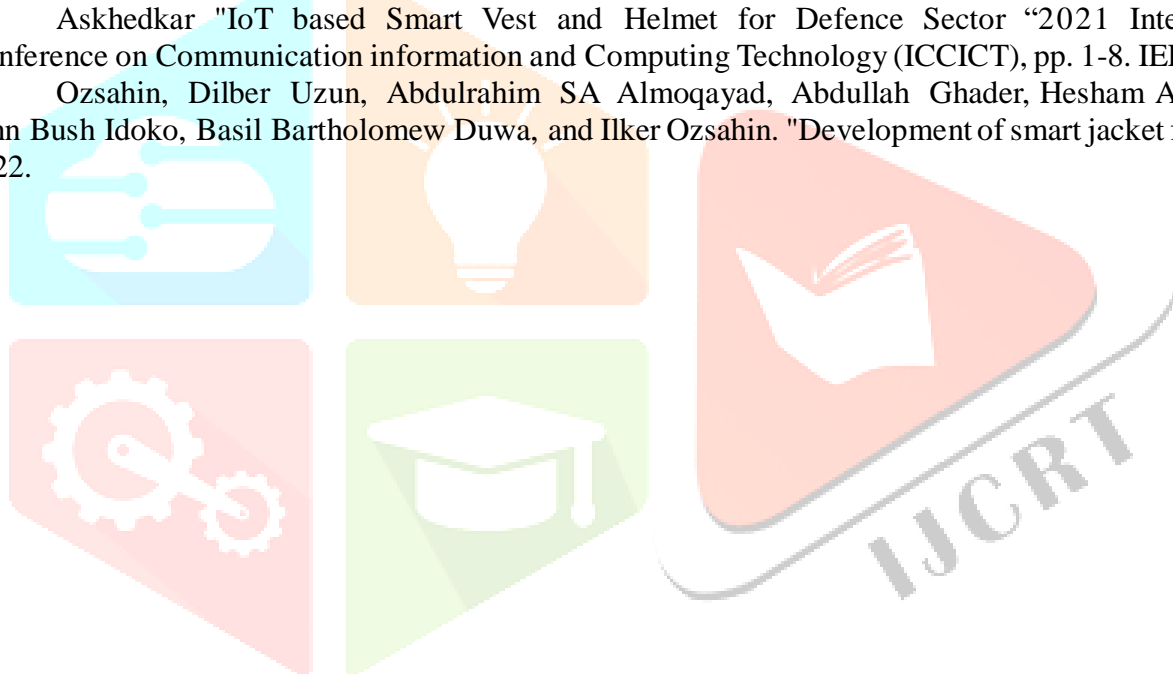 Askhedkar "IoT based Smart Vest and Helmet for Defence Sector “2021 Inte
nference on Communication information and Computing Technology (ICCICT), pp. 1-8. IEE
Ozsahin, Dilber Uzun, Abdulrahim SA Almoqayad, Abdullah Ghader, Hesham A
nn Bush Idoko, Basil Bartholomew Duwa, and Ilker Ozsahin. "Development of smart jacket f
22.
IJCRT